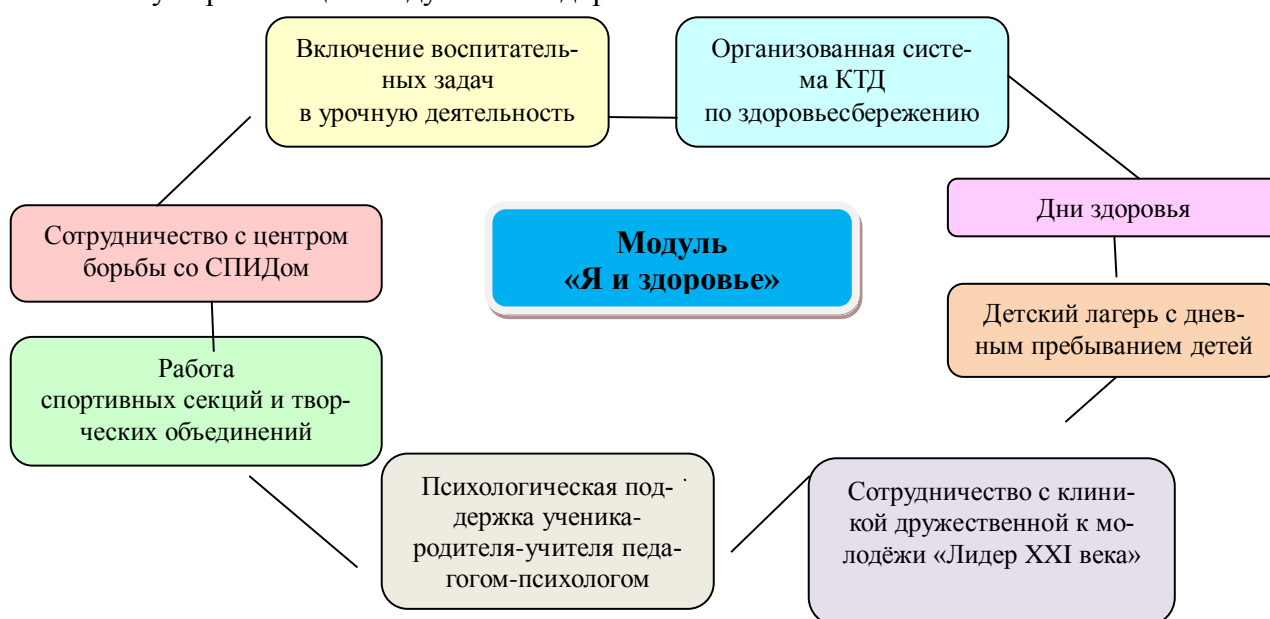 Включение воспитатель-
ных задач
в урочную деятельность
Организованная систе-
ма КТД
по здоровьесбережению
Дни здоровья
Сотрудничество с центром
борьбы со СПИДом
Модуль
«Я и здоровье»
Детский лагерь с днев-
ным пребыванием детей
Работа
спортивных секций и твор-
ческих объединений
Психологическая под-
держка ученика-
родителя-учителя педа-
гогом-психологом
Сотрудничество с клини-
кой дружественной к мо-
лодёжи «Лидер XXI века»